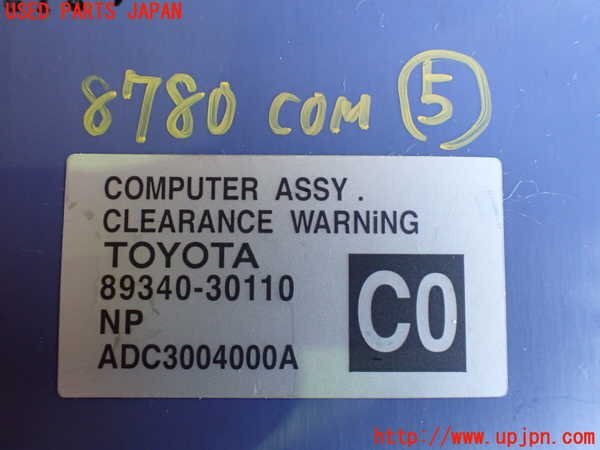 USED PARTS JAPAN
8780 COM 5
COMPUTER ASSY.
CLEARANCE WARNiNG
TOYOTA
89340-30110
NP
ADC3004000A
C0
http://www.upjpn.com/